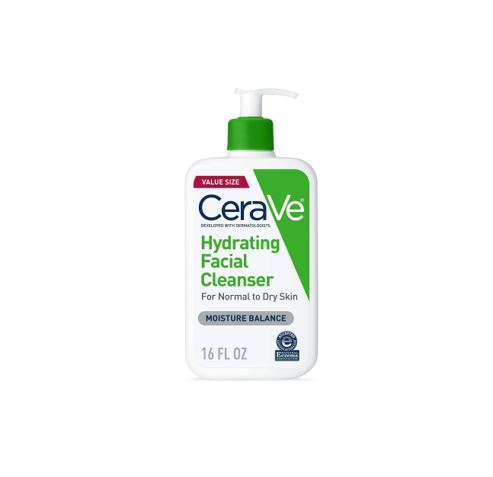 VALUE SIZE
CeraVe
DEVELOPED WITH DERMATOLOGISTS
Hydrating
Facial
Cleanser
For Normal to Dry Skin
MOISTURE BALANCE
16 FL OZ
Eczema